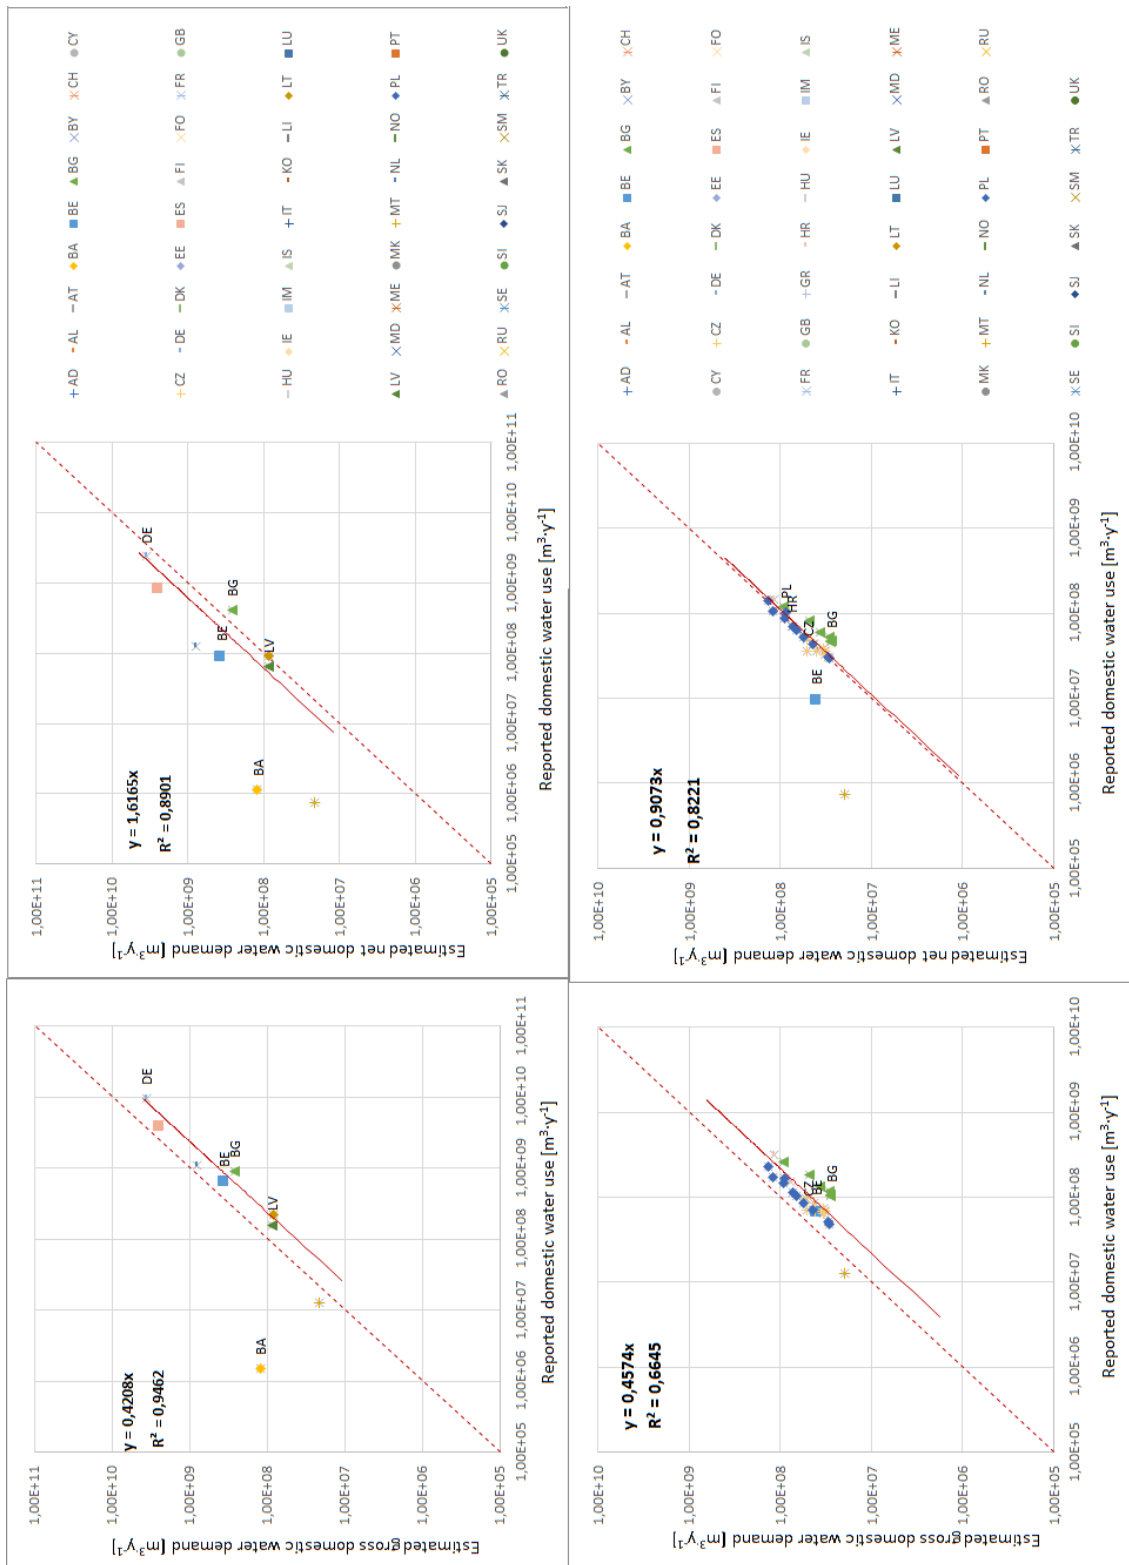 Estimated gross domestic water demand [m³y⁻¹]
1,00E+11
1,00E+10
1,00E+09
1,00E+08
1,00E+07
1,00E+06
1,00E+05
y = 0,4208x
R² = 0,9462
DE
BE
BG
LV
BA
1,00E+05 1,00E+06 1,00E+07 1,00E+08 1,00E+09 1,00E+10 1,00E+11
Reported domestic water use [m³·y⁻¹]
Estimated net domestic water demand [m³y⁻¹]
1,00E+11
1,00E+10
1,00E+09
1,00E+08
1,00E+07
1,00E+06
1,00E+05
y = 1,6165x
R² = 0,8901
DE
BE
BG
LV
BA
1,00E+05 1,00E+06 1,00E+07 1,00E+08 1,00E+09 1,00E+10 1,00E+11
Reported domestic water use [m³·y⁻¹]
AD AL AT BA BE BG BY CH CY
CZ DE DK EE ES FI FO FR GB
HU IE IM IS IT KO LI LT LU
LV MD ME MK MT NL NO PL PT
RO RU SE SI SJ SK SM TR UK
Estimated gross domestic water demand [m³y⁻¹]
1,00E+10
1,00E+09
1,00E+08
1,00E+07
1,00E+06
1,00E+05
y = 0,4574x
R² = 0,6645
CZ
BE
BG
1,00E+05 1,00E+06 1,00E+07 1,00E+08 1,00E+09 1,00E+10
Reported domestic water use [m³·y⁻¹]
Estimated net domestic water demand [m³y⁻¹]
1,00E+10
1,00E+09
1,00E+08
1,00E+07
1,00E+06
1,00E+05
y = 0,9073x
R² = 0,8221
PL
HR
CZ
BG
BE
1,00E+05 1,00E+06 1,00E+07 1,00E+08 1,00E+09 1,00E+10
Reported domestic water use [m³·y⁻¹]
AD AL AT BA BE BG BY CH
CY CZ DE DK EE ES FI FO
FR GB GR HR HU IE IM IS
IT KO LI LT LU LV MD ME
MK MT NL NO PL PT RO RU
SE SI SJ SK SM TR UK